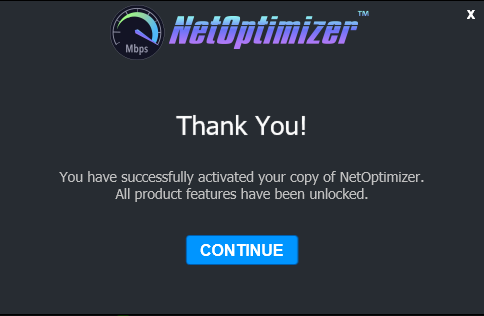 Mbps
NetOptimizer™
x
Thank You!
You have successfully activated your copy of NetOptimizer.
All product features have been unlocked.
CONTINUE